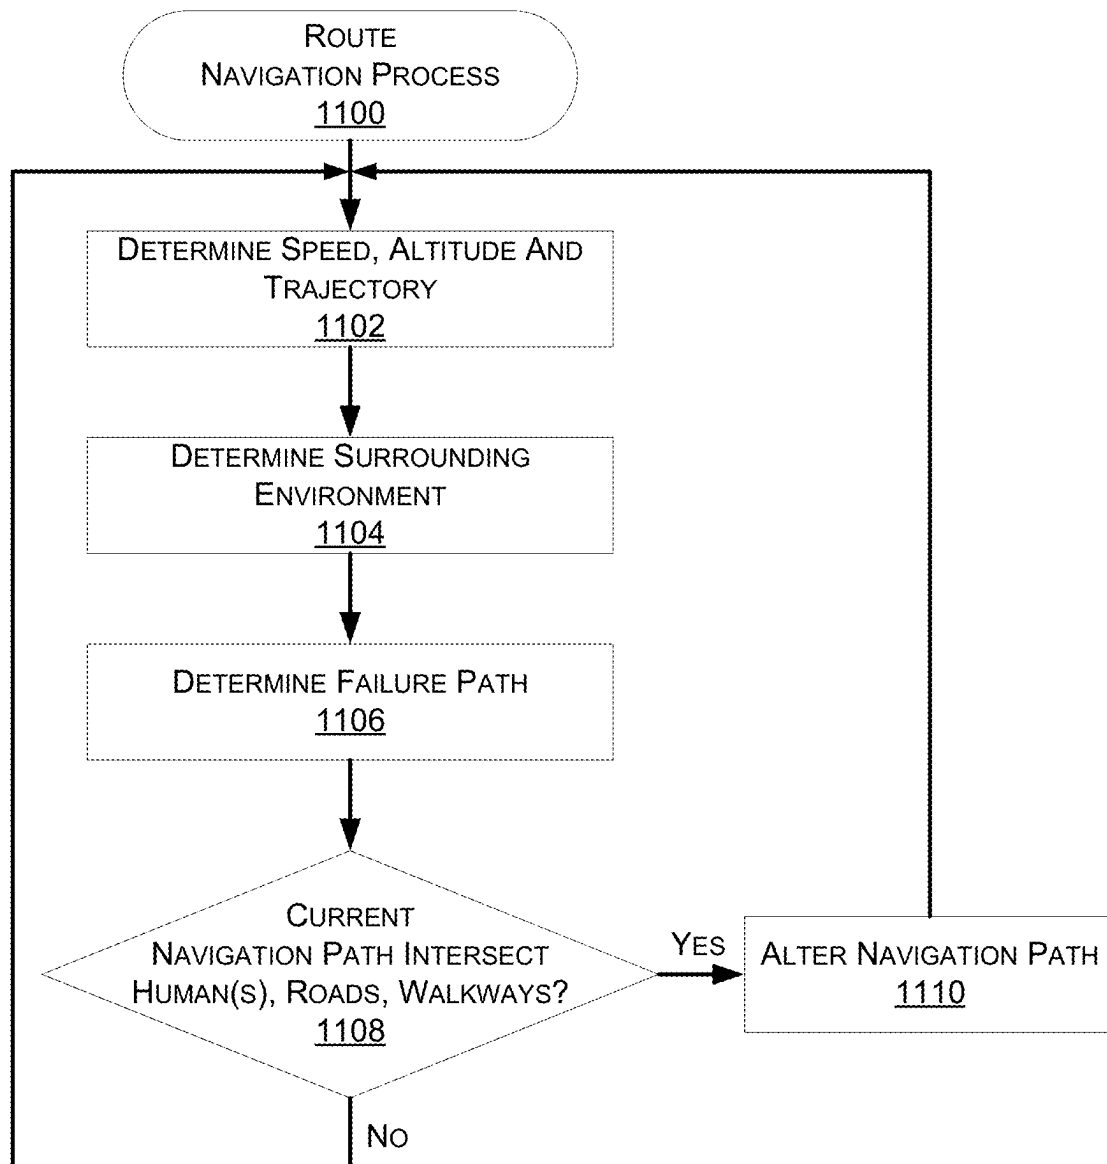 ROUTE
NAVIGATION PROCESS
1100
DETERMINE SPEED, ALTITUDE AND
TRAJECTORY
1102
DETERMINE SURROUNDING
ENVIRONMENT
1104
DETERMINE FAILURE PATH
1106
CURRENT
NAVIGATION PATH INTERSECT
HUMAN(S), ROADS, WALKWAYS?
1108
YES
ALTER NAVIGATION PATH
1110
NO